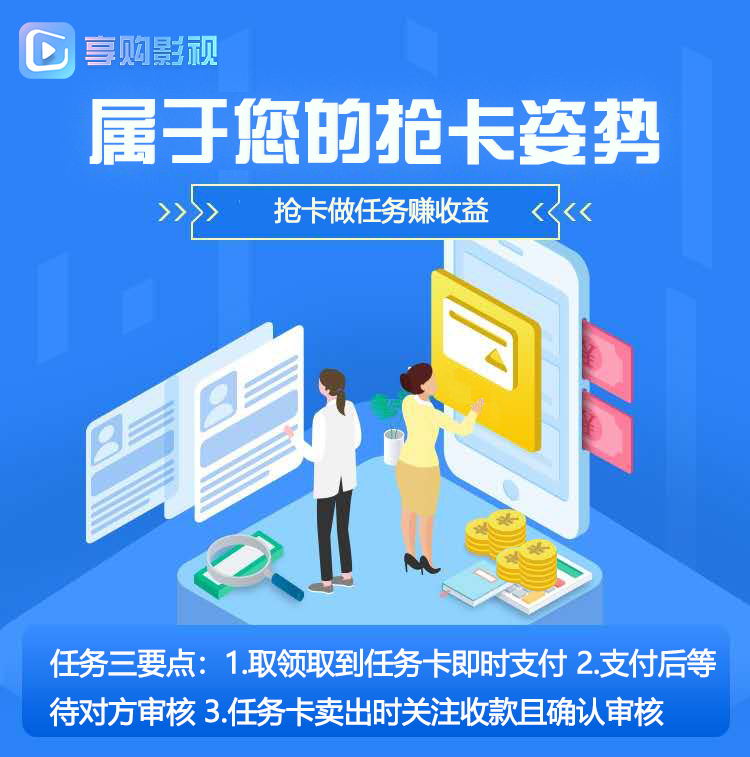 享购影视
属于您的抢卡姿势
抢卡做任务赚收益
任务三要点：1.取领取到任务卡即时支付 2.支付后等
待对方审核 3.任务卡卖出时关注收款且确认审核